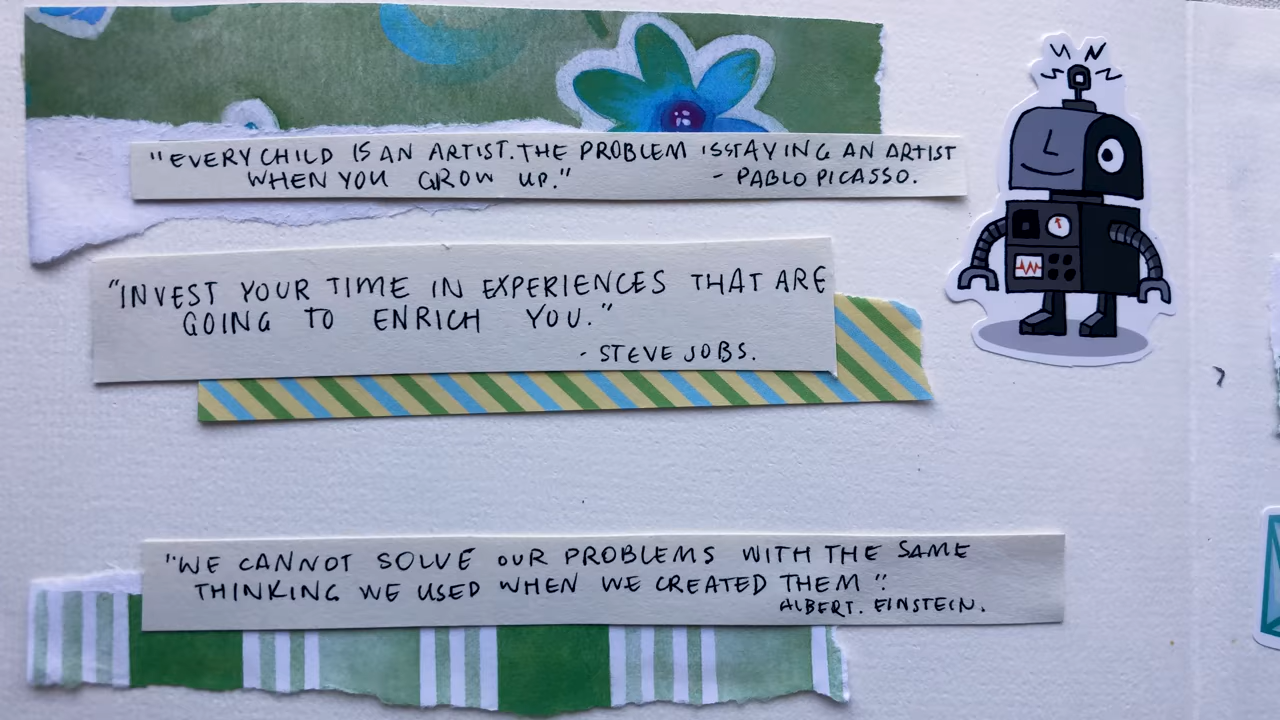 "EVERY CHILD IS AN ARTIST. THE PROBLEM ISSTAYING AN ARTIST
WHEN YOU GROW UP."
- PABLO PICASSO.
"INVEST YOUR TIME IN EXPERIENCES THAT ARE
GOING TO ENRICH YOU."
- STEVE JOBS.
"WE CANNOT SOLVE OUR PROBLEMS WITH THE SAME
THINKING WE USED WHEN WE CREATED THEM"
ALBERT. EINSTEIN.